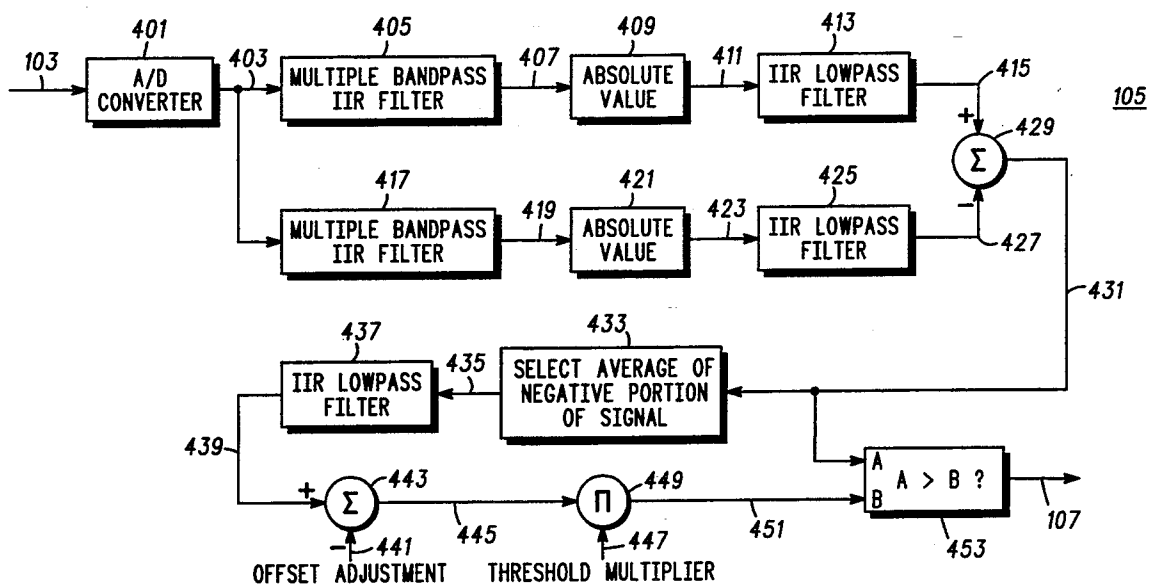 401
405
409
413
103
403
407
411
415
A/D
CONVERTER
MULTIPLE BANDPASS
IIR FILTER
ABSOLUTE
VALUE
IIR LOWPASS
FILTER
105
+
429
Σ
417
421
425
419
423
−
MULTIPLE BANDPASS
IIR FILTER
ABSOLUTE
VALUE
IIR LOWPASS
FILTER
427
431
433
437
435
SELECT AVERAGE OF
NEGATIVE PORTION
OF SIGNAL
IIR LOWPASS
FILTER
439
A
A > B ?
B
443
449
+
Σ
Π
445
451
107
453
−
441
447
OFFSET ADJUSTMENT
THRESHOLD MULTIPLIER